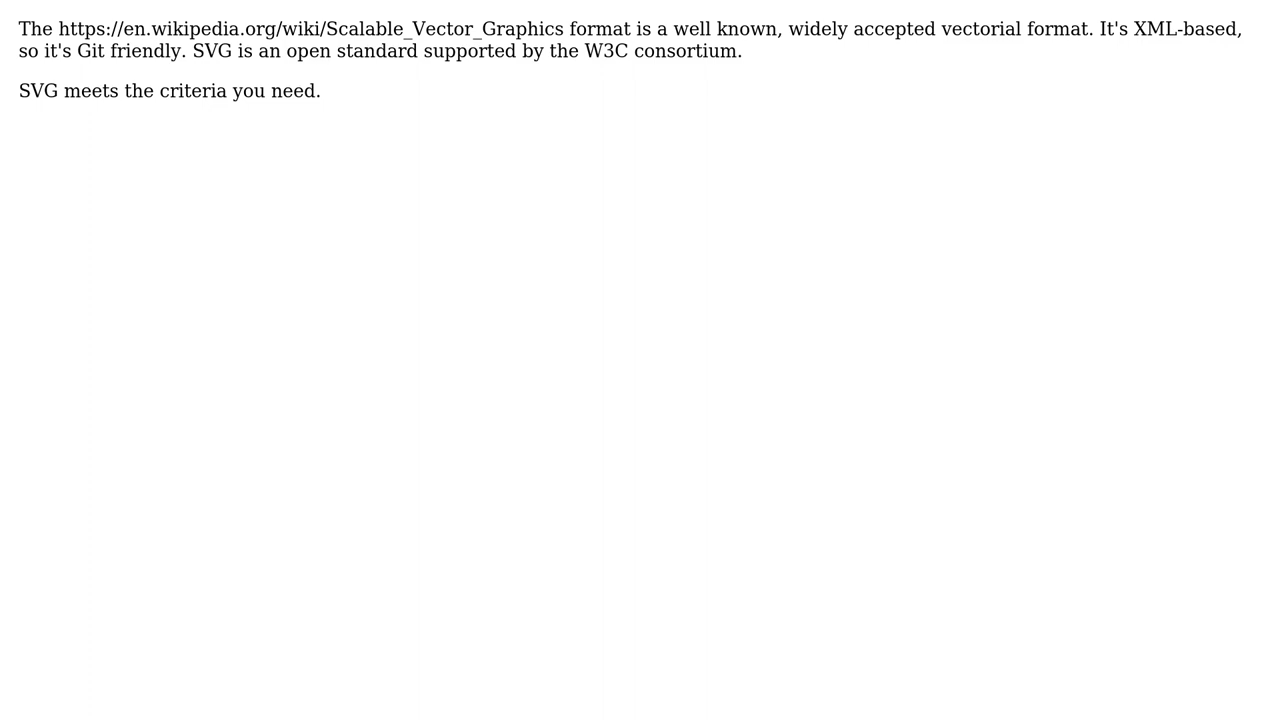 The https://en.wikipedia.org/wiki/Scalable_Vector_Graphics format is a well known, widely accepted vectorial format. It's XML-based,
so it's Git friendly. SVG is an open standard supported by the W3C consortium.
SVG meets the criteria you need.